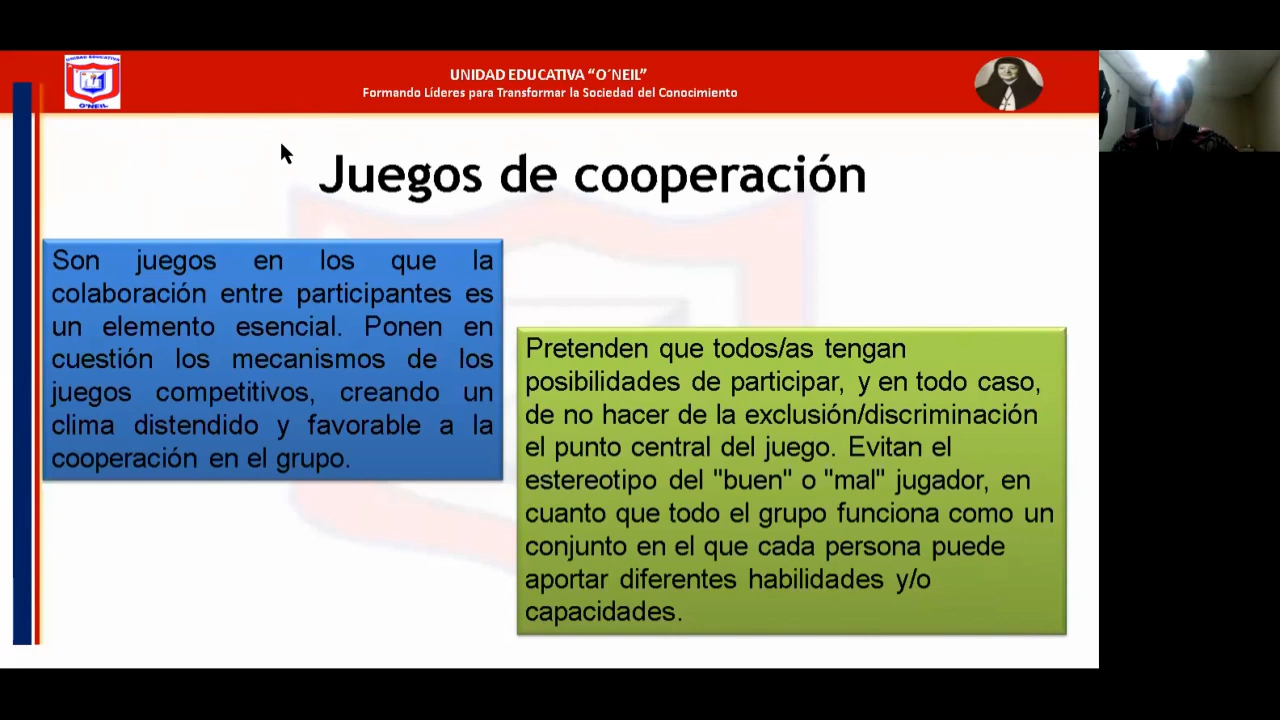 UNIDAD EDUCATIVA
O´NEIL
UNIDAD EDUCATIVA “O´NEIL”
Formando Líderes para Transformar la Sociedad del Conocimiento
Juegos de cooperación
Son juegos en los que la
colaboración entre participantes es
un elemento esencial. Ponen en
cuestión los mecanismos de los
juegos competitivos, creando un
clima distendido y favorable a la
cooperación en el grupo.
Pretenden que todos/as tengan
posibilidades de participar, y en todo caso,
de no hacer de la exclusión/discriminación
el punto central del juego. Evitan el
estereotipo del "buen" o "mal" jugador, en
cuanto que todo el grupo funciona como un
conjunto en el que cada persona puede
aportar diferentes habilidades y/o
capacidades.